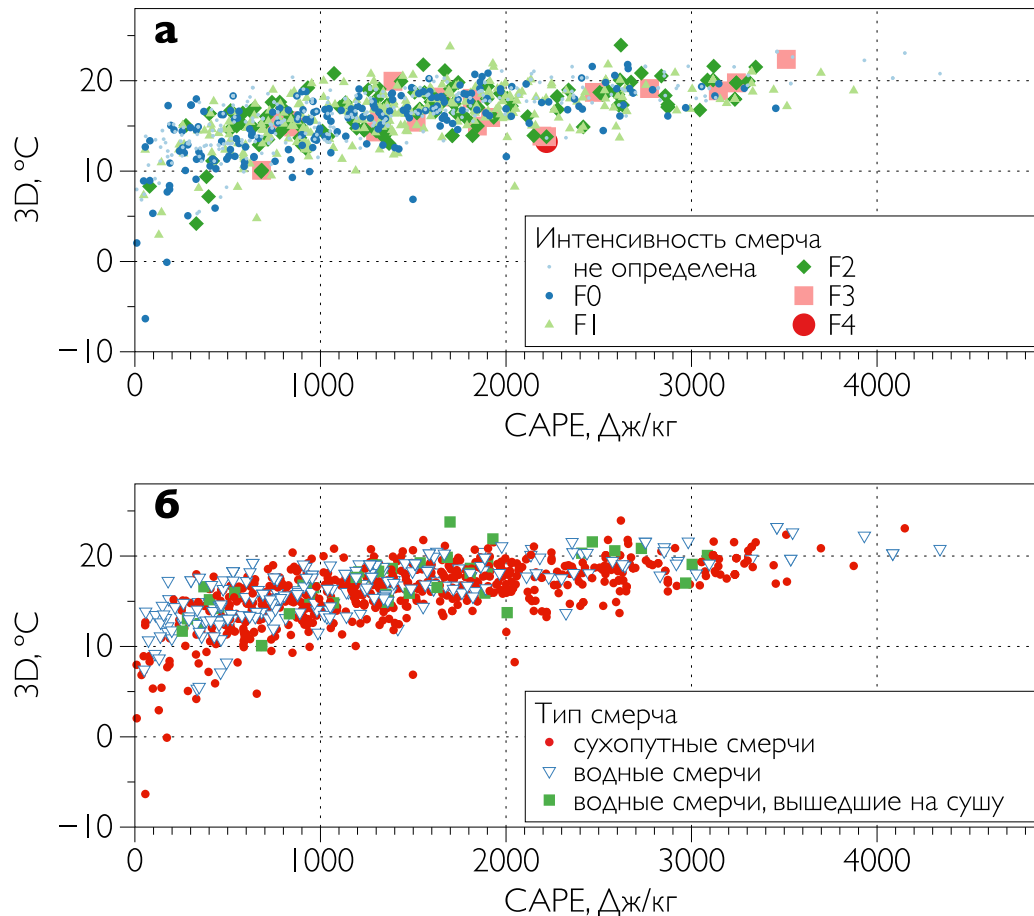 а
3D, °C
20
10
0
−10
0 1000 2000 3000 4000
CAPE, Дж/кг
Интенсивность смерча
не определена
F0
F1
F2
F3
F4
б
3D, °C
20
10
0
−10
0 1000 2000 3000 4000
CAPE, Дж/кг
Тип смерча
сухопутные смерчи
водные смерчи
водные смерчи, вышедшие на сушу